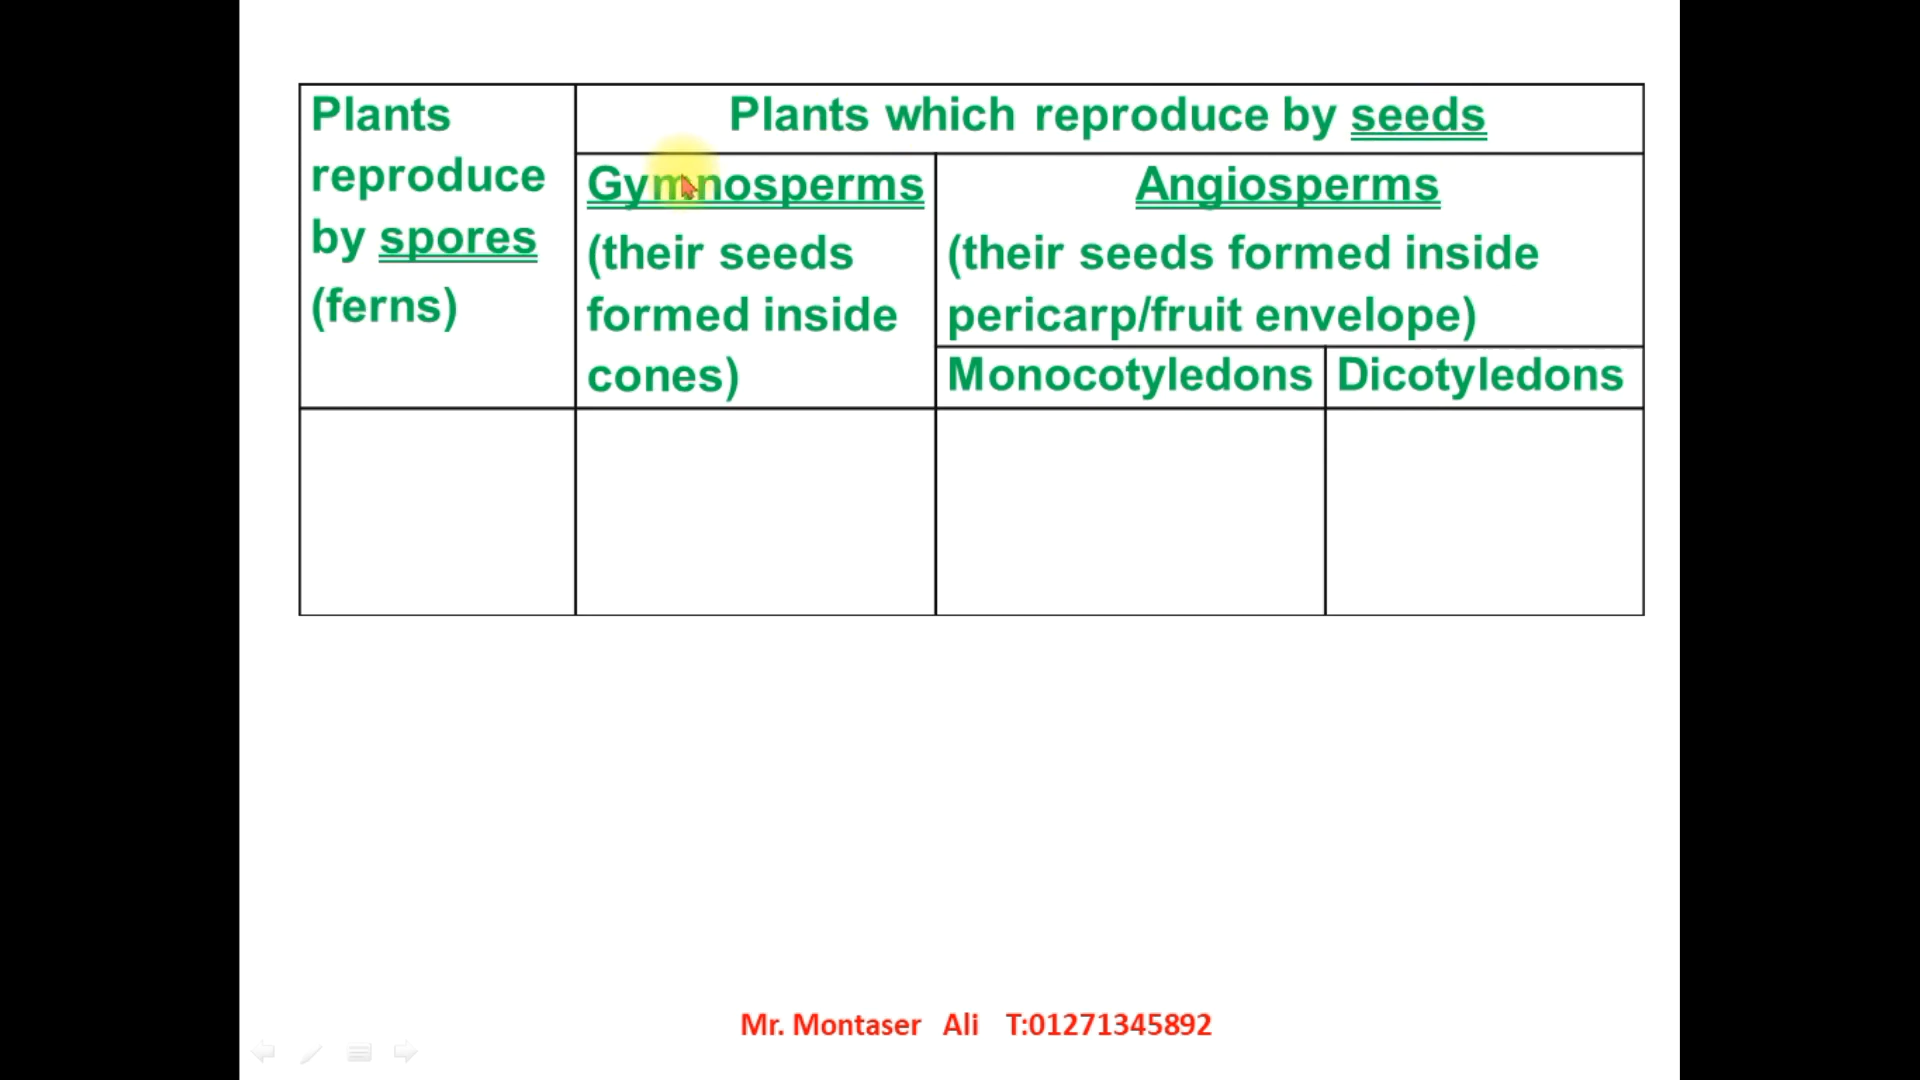 Plants
reproduce
by spores
(ferns)
Plants which reproduce by seeds
Gymnosperms
(their seeds
formed inside
cones)
Angiosperms
(their seeds formed inside
pericarp/fruit envelope)
Monocotyledons
Dicotyledons
Mr. Montaser Ali T:01271345892